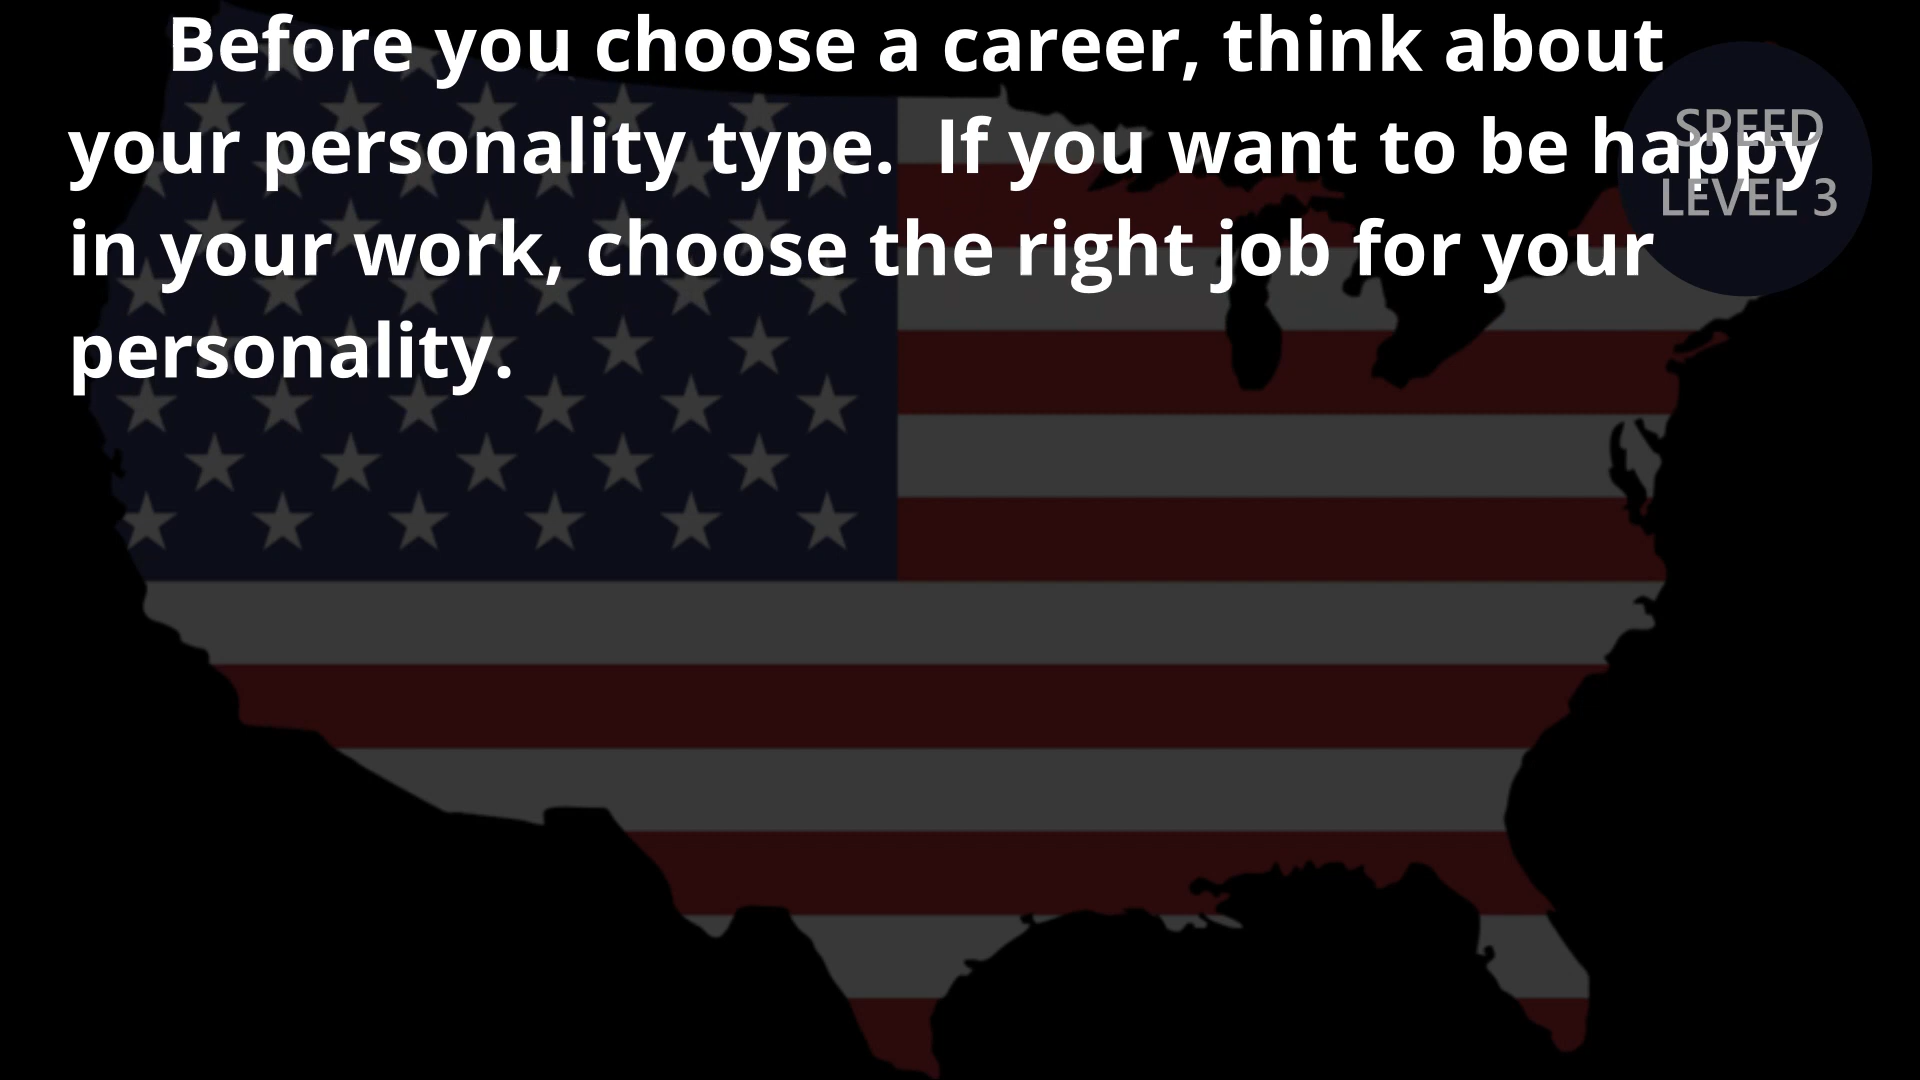 Before you choose a career, think about
your personality type.  If you want to be happy
in your work, choose the right job for your
personality.
SPEED
LEVEL 3